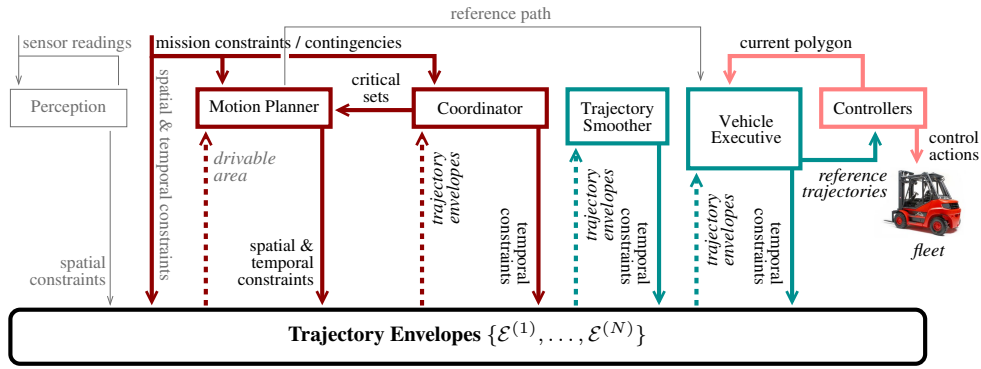 reference path
sensor readings
mission constraints / contingencies
current polygon
Perception
spatial & temporal constraints
Motion Planner
critical
sets
Coordinator
Trajectory
Smoother
Vehicle
Executive
Controllers
control
actions
drivable
area
trajectory
envelopes
trajectory
envelopes
trajectory
envelopes
reference
trajectories
spatial
constraints
spatial &
temporal
constraints
temporal
constraints
temporal
constraints
temporal
constraints
fleet
Trajectory Envelopes {ℰ⁽¹⁾, . . . , ℰ⁽ᴺ⁾}